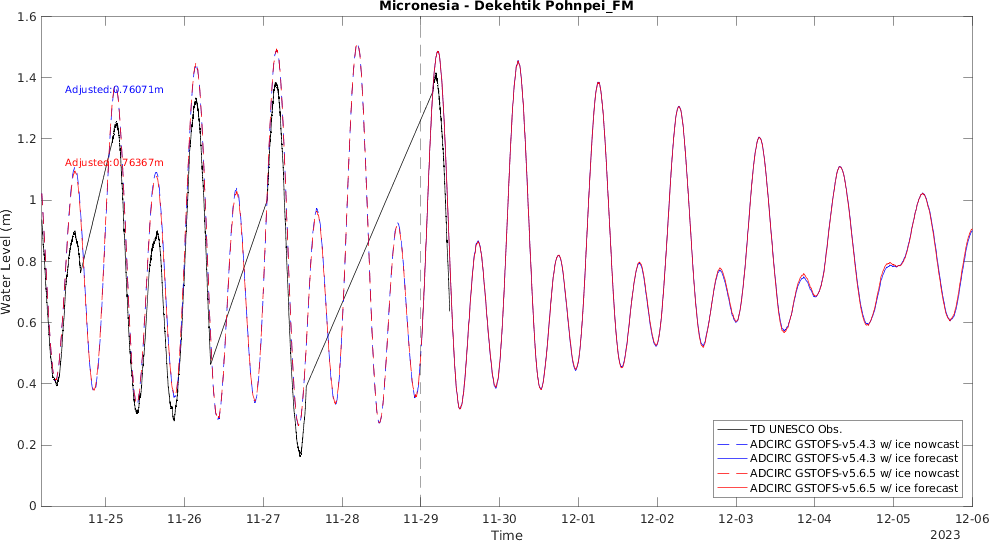 Micronesia - Dekehtik Pohnpei_FM
Water Level (m)
1.6
1.4
1.2
1
0.8
0.6
0.4
0.2
0
Adjusted:0.76071m
Adjusted:0.76367m
TD UNESCO Obs.
ADCIRC GSTOFS-v5.4.3 w/ ice nowcast
ADCIRC GSTOFS-v5.4.3 w/ ice forecast
ADCIRC GSTOFS-v5.6.5 w/ ice nowcast
ADCIRC GSTOFS-v5.6.5 w/ ice forecast
11-25 11-26 11-27 11-28 11-29 11-30 12-01 12-02 12-03 12-04 12-05 12-06
Time
2023